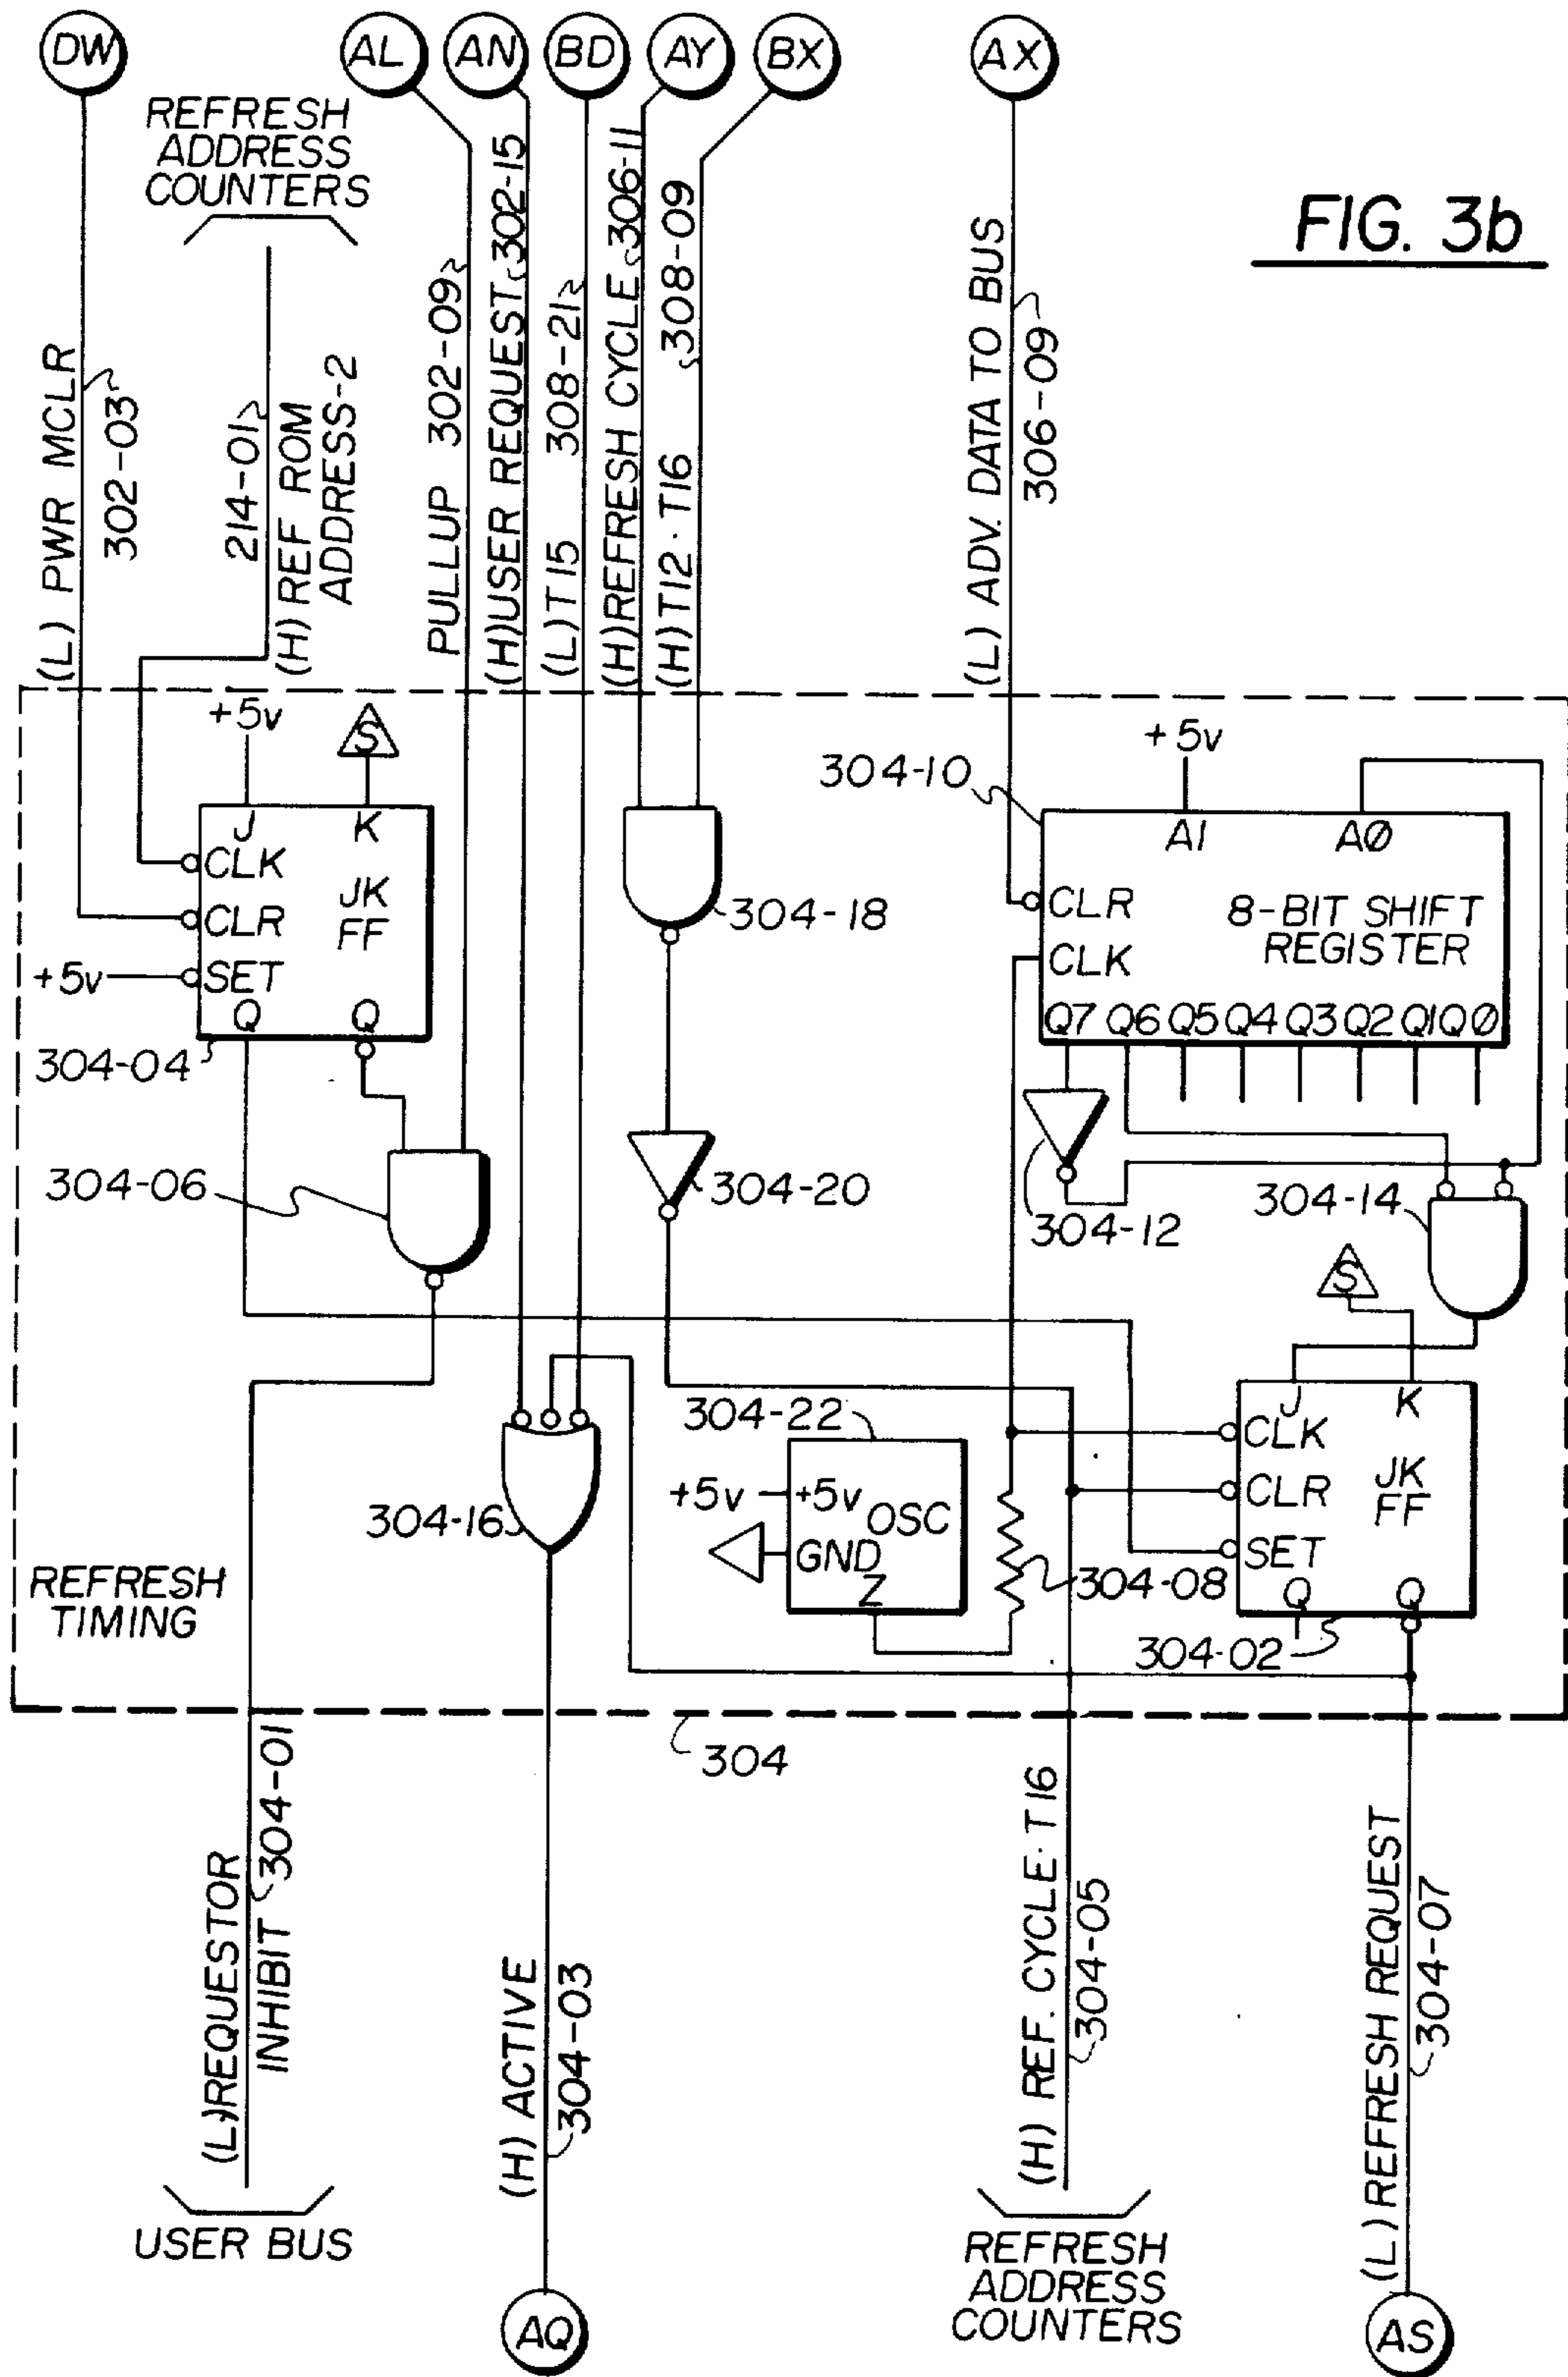 DW
AL
AN
BD
AY
BX
AX
REFRESH
ADDRESS
COUNTERS
FIG. 3b
(L) PWR MCLR
302-03
214-01
(H) REF ROM
ADDRESS-2
PULLUP 302-09
(H)USER REQUEST 302-15
(L)T15 308-21
(H)REFRESH CYCLE 306-11
(H)T12·T16 308-09
(L) ADV. DATA TO BUS
306-09
+5v
S
J
K
CLK
CLR
SET
JK
FF
+5v
Q
Q
304-04
304-06
304-18
304-20
304-10
+5v
A1
AØ
CLR
CLK
8-BIT SHIFT
REGISTER
Q7 Q6 Q5 Q4 Q3 Q2 Q1 QØ
304-12
304-14
S
J
K
CLK
CLR
SET
JK
FF
Q
Q
304-02
304-16
304-22
+5v
+5v
OSC
GND
Z
304-08
REFRESH
TIMING
304
(L)REQUESTOR
INHIBIT 304-01
(H) ACTIVE
304-03
(H) REF. CYCLE·T16
304-05
(L) REFRESH REQUEST
304-07
USER BUS
AQ
REFRESH
ADDRESS
COUNTERS
AS